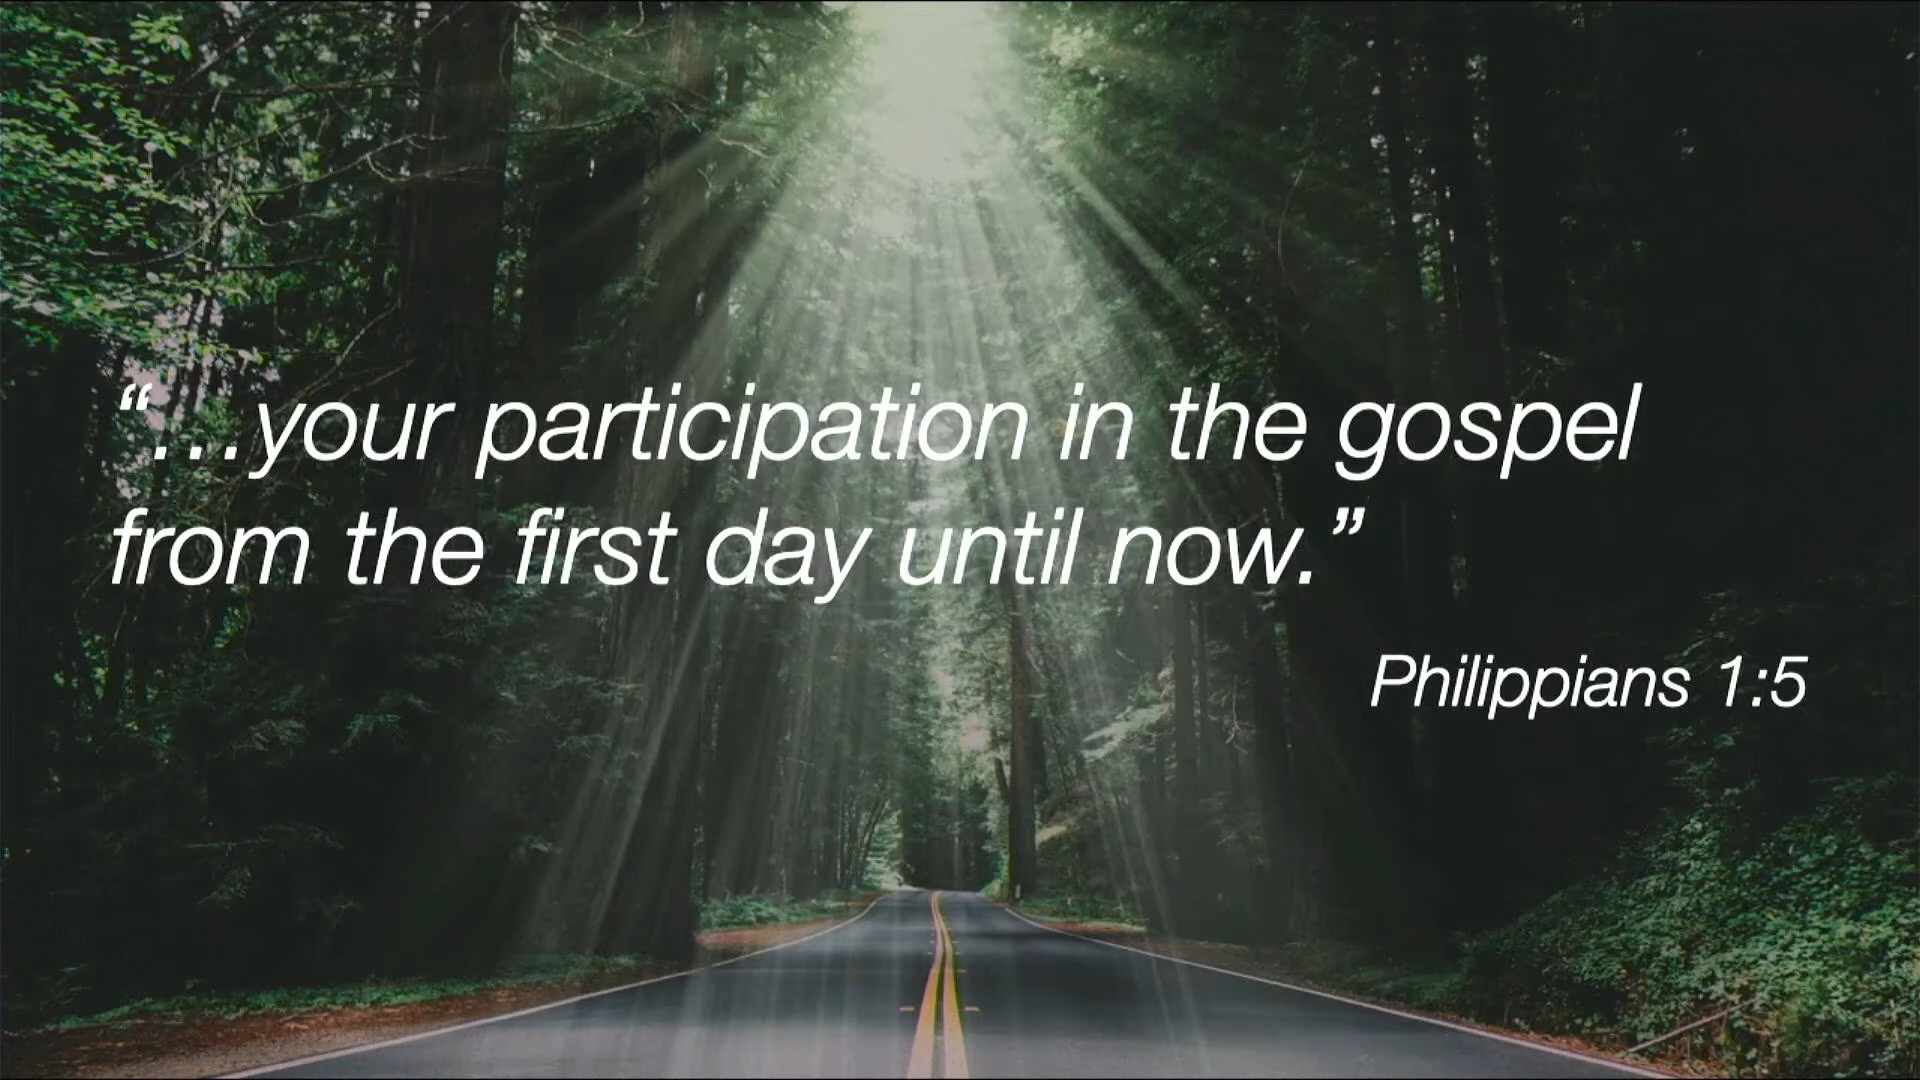 “…your participation in the gospel
from the first day until now.”
Philippians 1:5